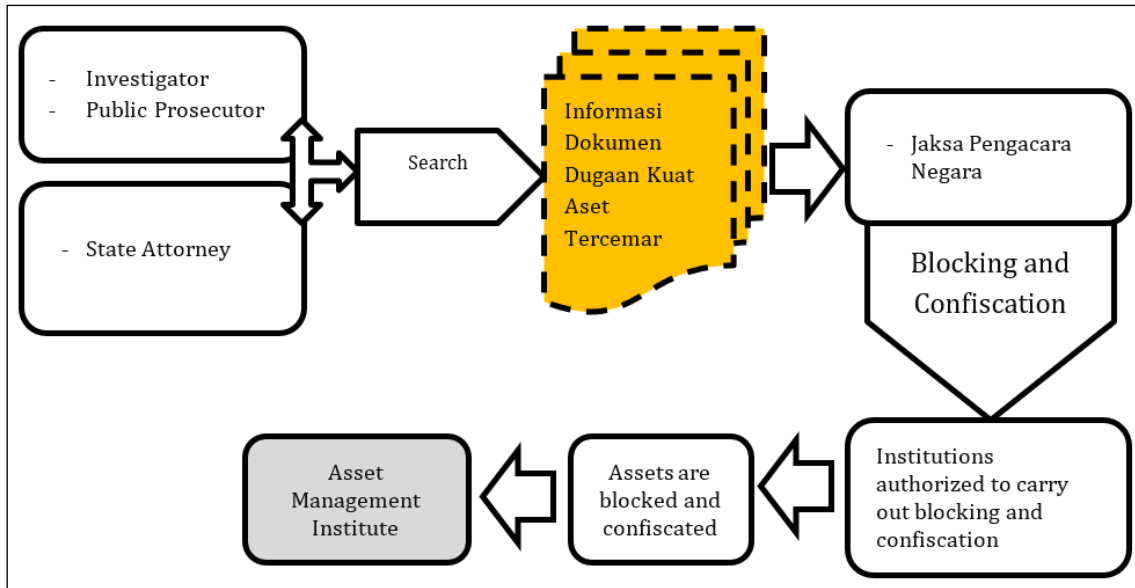 - Investigator
- Public Prosecutor
- State Attorney
Search
Informasi
Dokumen
Dugaan Kuat
Aset
Tercemar
- Jaksa Pengacara
Negara
Blocking and
Confiscation
Institutions
authorized to carry
out blocking and
confiscation
Assets are
blocked and
confiscated
Asset
Management
Institute